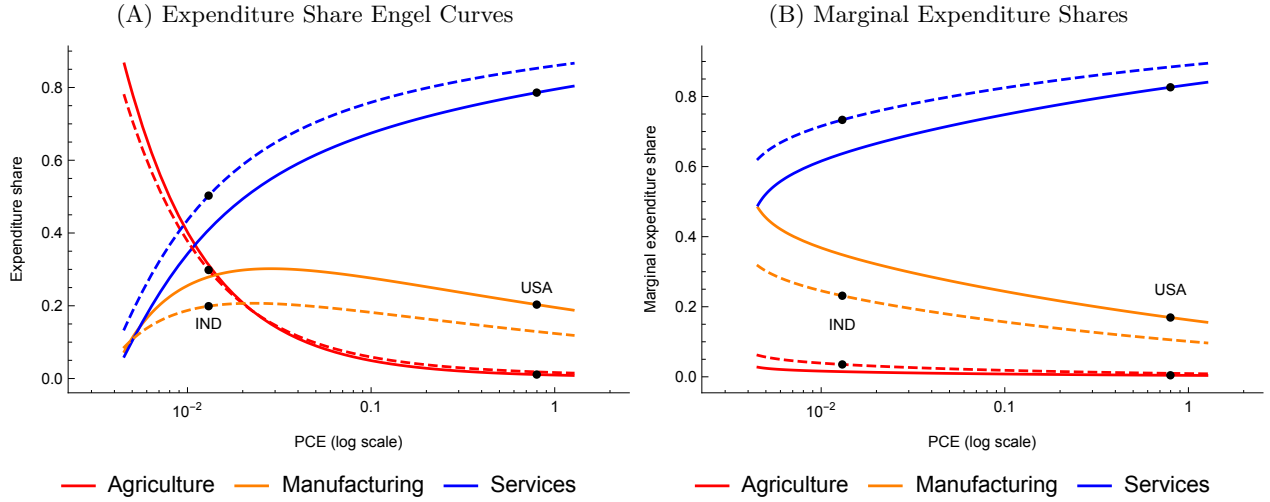 (A) Expenditure Share Engel Curves
Expenditure share
0.8
0.6
0.4
0.2
0.0
USA
IND
10⁻²
0.1
1
PCE (log scale)
Agriculture Manufacturing Services
(B) Marginal Expenditure Shares
Marginal expenditure share
0.8
0.6
0.4
0.2
0.0
USA
IND
10⁻²
0.1
1
PCE (log scale)
Agriculture Manufacturing Services